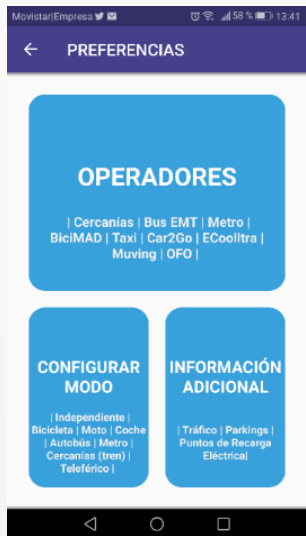 Movistar|Empresa 58 % 13:41
PREFERENCIAS
OPERADORES
| Cercanías | Bus EMT | Metro |
BiciMAD | Taxi | Car2Go | ECoolltra |
Muving | OFO |
CONFIGURAR
MODO
| Independiente |
Bicicleta | Moto | Coche
| Autobús | Metro |
Cercanías (tren) |
Teleférico |
INFORMACIÓN
ADICIONAL
| Tráfico | Parkings |
Puntos de Recarga
Eléctrica|